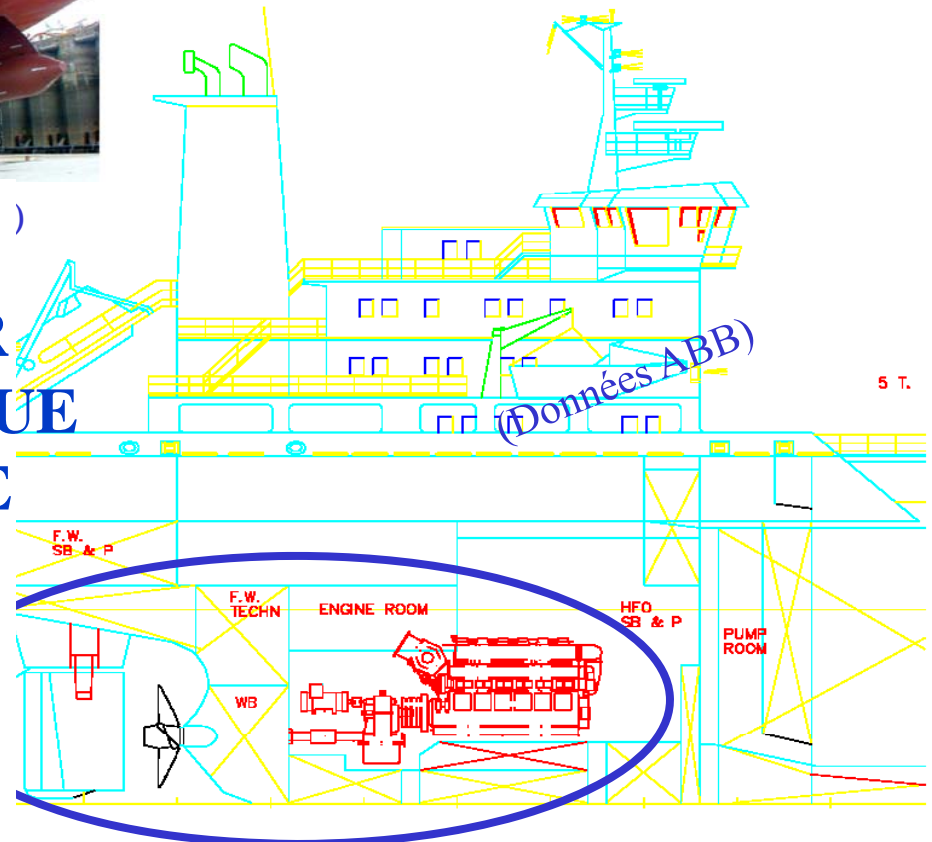 )
R
UE
E
(Données ABB)
5 T.
F.W.
SB & P
F.W.
TECHN
ENGINE ROOM
HFO
SB & P
PUMP
ROOM
WB